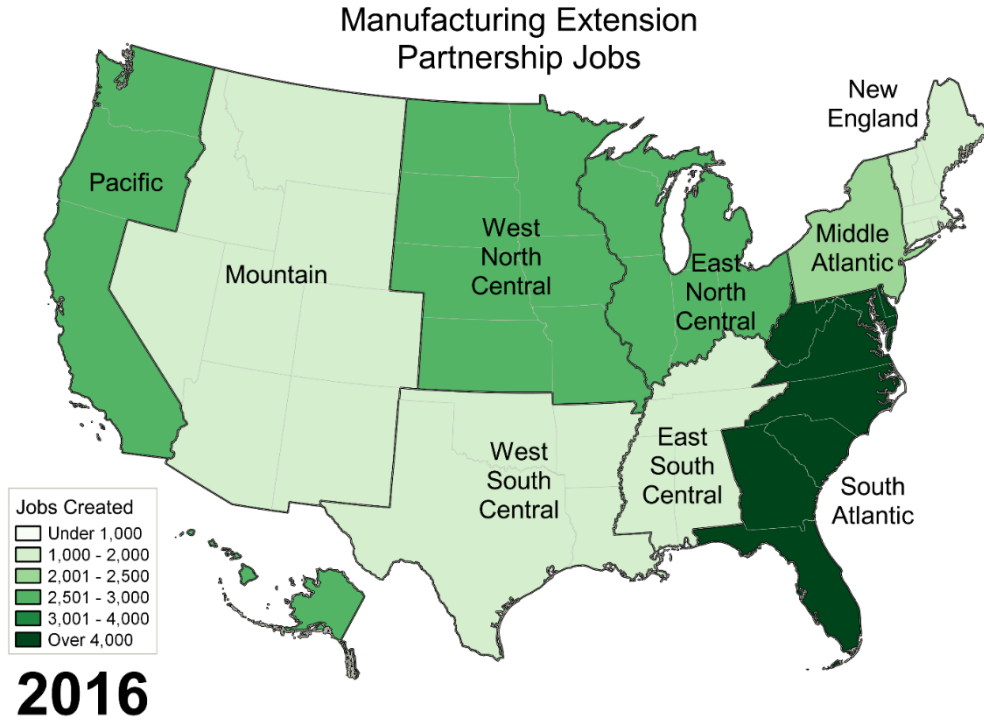 Manufacturing Extension
Partnership Jobs
New
England
Pacific
West
North
Central
Middle
Atlantic
Mountain
East
North
Central
West
South
Central
East
South
Central
South
Atlantic
Jobs Created
Under 1,000
1,000 - 2,000
2,001 - 2,500
2,501 - 3,000
3,001 - 4,000
Over 4,000
2016